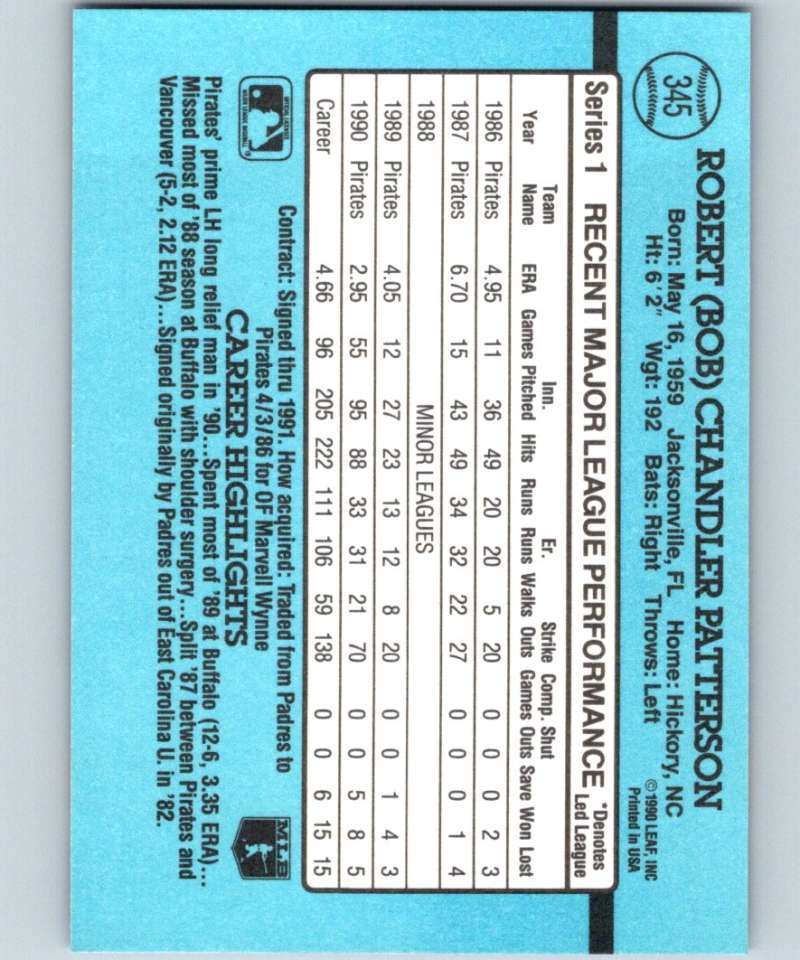 345
ROBERT (BOB) CHANDLER PATTERSON
Born: May 16, 1959 Jacksonville, FL Home: Hickory, NC
Ht: 6'2" Wgt: 192 Bats: Right Throws: Left
©1990 LEAF, INC
Printed in USA
Series 1 RECENT MAJOR LEAGUE PERFORMANCE *Denotes
Led League
Team Inn. Er. Strike Comp. Shut
Year Name ERA Games Pitched Hits Runs Runs Walks Outs Games Outs Save Won Lost
1986 Pirates 4.95 11 36 49 20 20 5 20 0 0 0 2 3
1987 Pirates 6.70 15 43 49 34 32 22 27 0 0 0 1 4
1988 MINOR LEAGUES
1989 Pirates 4.05 12 27 23 13 12 8 20 0 0 1 4 3
1990 Pirates 2.95 55 95 88 33 31 21 70 0 0 5 8 5
Career 4.66 96 205 222 111 106 59 138 0 0 6 15 15
OFFICIAL LICENSEE
MAJOR LEAGUE BASEBALL
Contract: Signed thru 1991. How acquired: Traded from Padres to
Pirates 4/3/86 for OF Marvell Wynne
MLB
CAREER HIGHLIGHTS
Pirates' prime LH long relief man in '90...Spent most of '89 at Buffalo (12-6, 3.35 ERA)...
Missed most of '88 season at Buffalo with shoulder surgery...Split '87 between Pirates and
Vancouver (5-2, 2.12 ERA)...Signed originally by Padres out of East Carolina U. in '82.